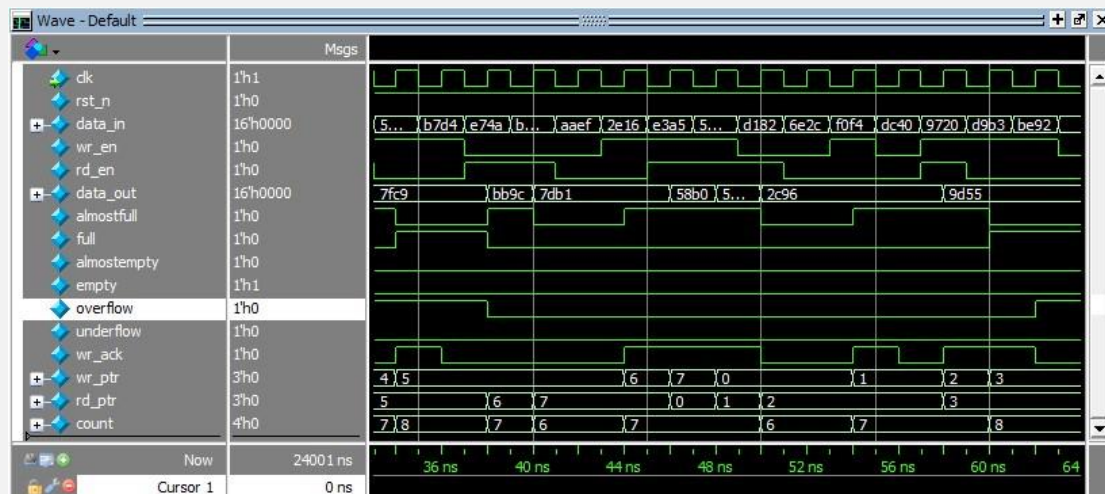 Wave - Default
Msgs
clk 1'h1
rst_n 1'h0
data_in 16'h0000 5... b7d4 e74a b... aaef 2e16 e3a5 5... d182 6e2c f0f4 dc40 9720 d9b3 be92
wr_en 1'h0
rd_en 1'h0
data_out 16'h0000 7fc9 bb9c 7db1 58b0 5... 2c96 9d55
almostfull 1'h0
full 1'h0
almostempty 1'h0
empty 1'h1
overflow 1'h0
underflow 1'h0
wr_ack 1'h0
wr_ptr 3'h0 4 5 6 7 0 1 2 3
rd_ptr 3'h0 5 6 7 0 1 2 3
count 4'h0 7 8 7 6 7 6 7 8
Now 24001 ns 36 ns 40 ns 44 ns 48 ns 52 ns 56 ns 60 ns 64
Cursor 1 0 ns